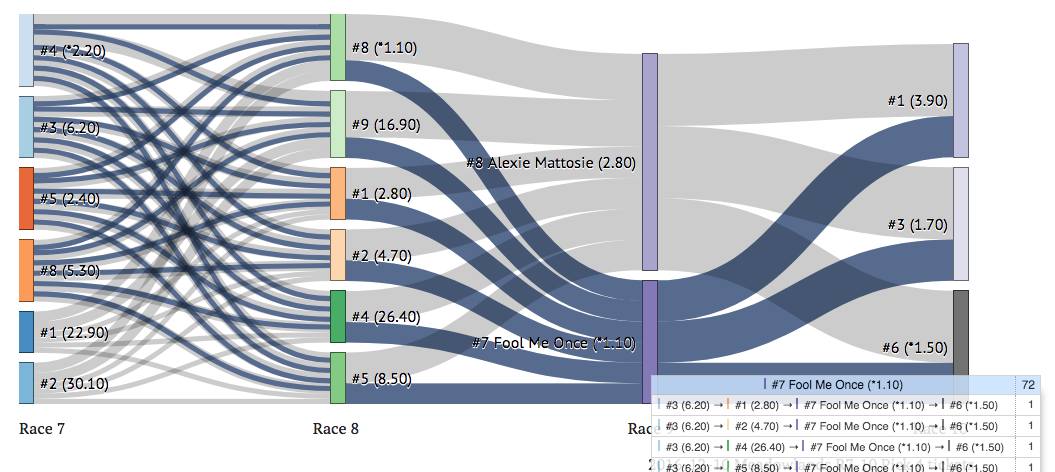 #4 (*2.20)
#3 (6.20)
#5 (2.40)
#8 (5.30)
#1 (22.90)
#2 (30.10)
#8 (*1.10)
#9 (16.90)
#1 (2.80)
#2 (4.70)
#4 (26.40)
#5 (8.50)
#8 Alexie Mattosie (2.80)
#7 Fool Me Once (*1.10)
#1 (3.90)
#3 (1.70)
#6 (*1.50)
#7 Fool Me Once (*1.10) 72
#3 (6.20) → #1 (2.80) → #7 Fool Me Once (*1.10) → #6 (*1.50) 1
#3 (6.20) → #2 (4.70) → #7 Fool Me Once (*1.10) → #6 (*1.50) 1
#3 (6.20) → #4 (26.40) → #7 Fool Me Once (*1.10) → #6 (*1.50) 1
#3 (6.20) → #5 (8.50) → #7 Fool Me Once (*1.10) → #6 (*1.50) 1
Race 7
Race 8